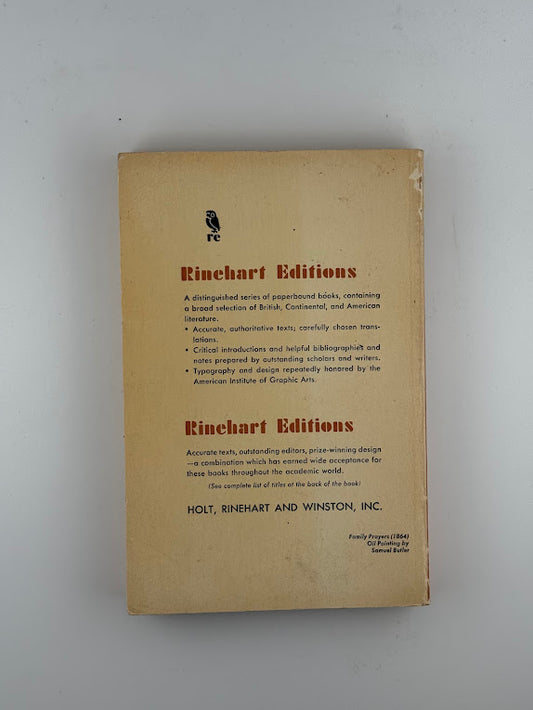 re
Rinehart Editions
A distinguished series of paperbound books, containing
a broad selection of British, Continental, and American
literature.
• Accurate, authoritative texts; carefully chosen trans-
lations.
• Critical introductions and helpful bibliographies and
notes prepared by outstanding scholars and writers.
• Typography and design repeatedly honored by the
American Institute of Graphic Arts.
Rinehart Editions
Accurate texts, outstanding editors, prize-winning design
—a combination which has earned wide acceptance for
these books throughout the academic world.
(See complete list of titles at the back of the book)
HOLT, RINEHART AND WINSTON, INC.
Family Prayers (1864)
Oil Painting by
Samuel Butler